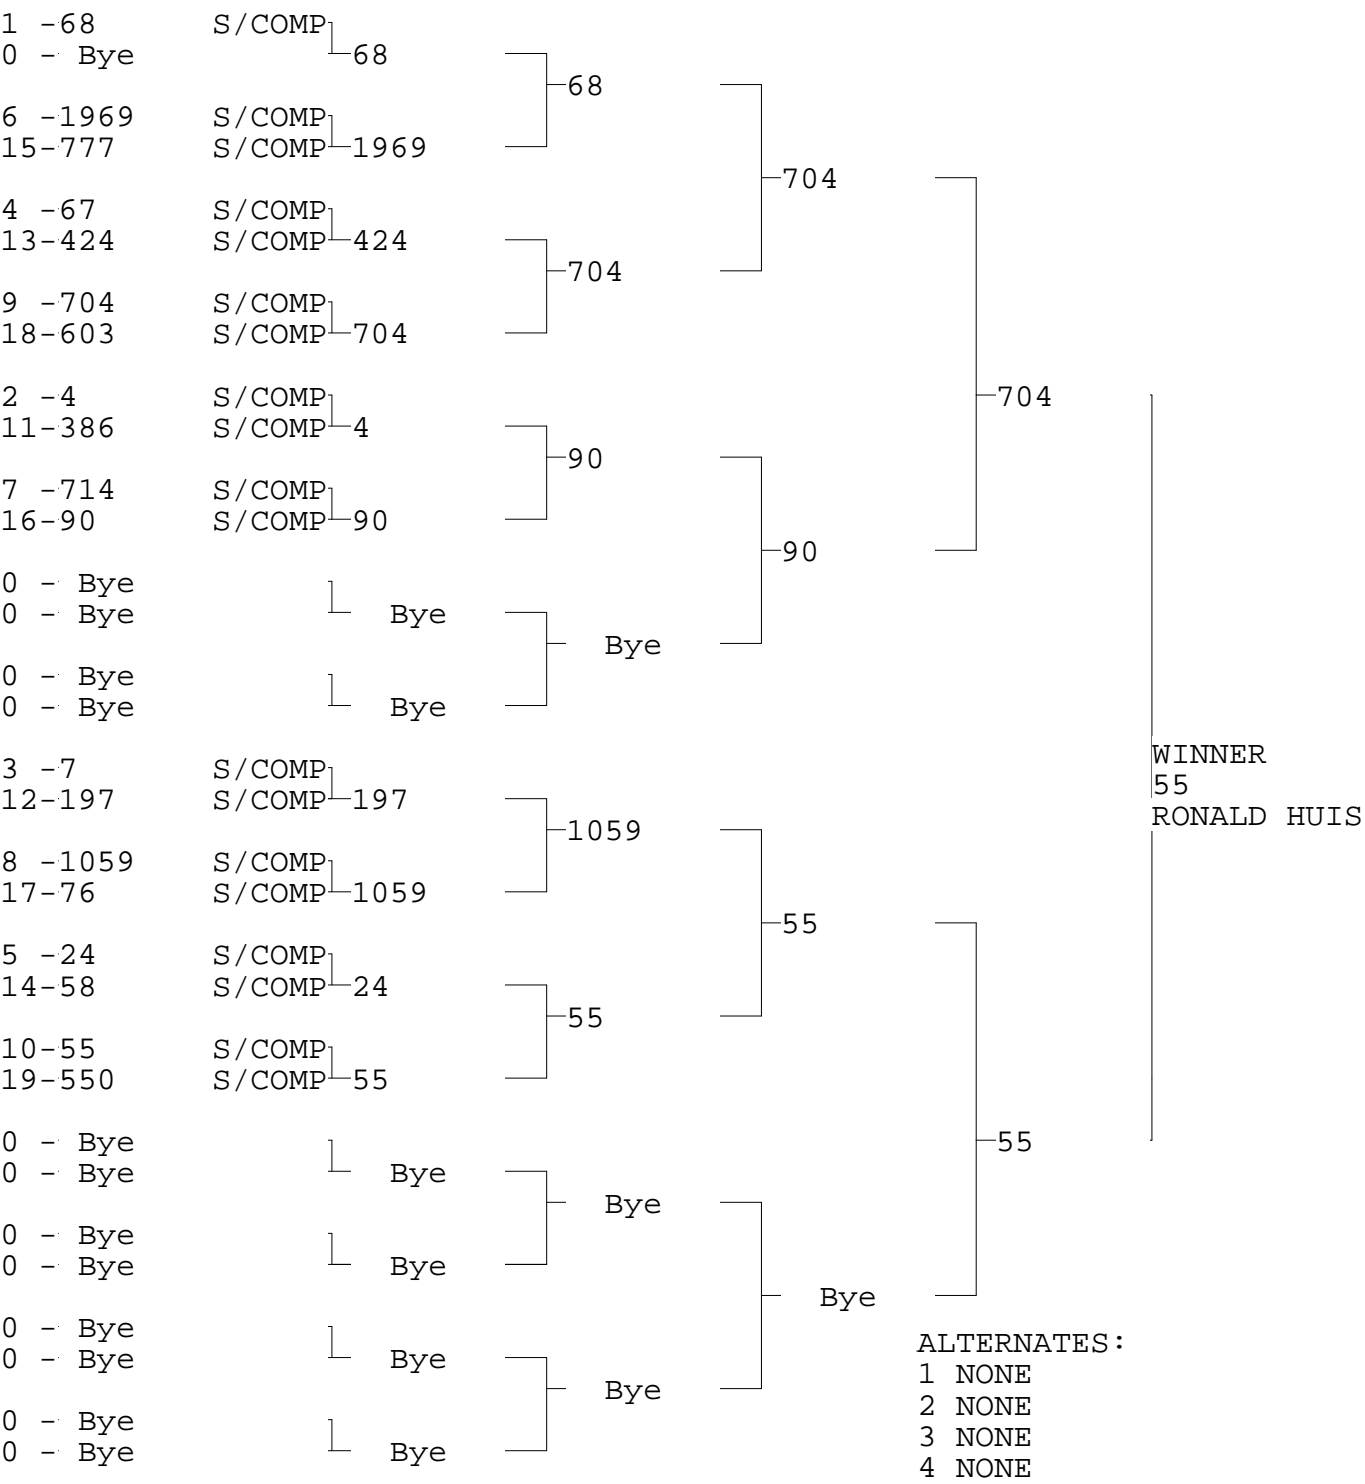 1 -68 S/COMP
0 - Bye 68
68
6 -1969 S/COMP
15-777 S/COMP 1969
704
4 -67 S/COMP
13-424 S/COMP 424
704
9 -704 S/COMP
18-603 S/COMP 704
2 -4 S/COMP 704
11-386 S/COMP 4
90
7 -714 S/COMP
16-90 S/COMP 90
90
0 - Bye
0 - Bye Bye
Bye
0 - Bye
0 - Bye Bye
WINNER
3 -7 S/COMP
55
12-197 S/COMP 197
RONALD HUIS
1059
8 -1059 S/COMP
17-76 S/COMP 1059
55
5 -24 S/COMP
14-58 S/COMP 24
55
10-55 S/COMP
19-550 S/COMP 55
0 - Bye 55
0 - Bye Bye
Bye
0 - Bye
0 - Bye Bye
Bye
0 - Bye
ALTERNATES:
0 - Bye Bye
1 NONE
Bye
2 NONE
0 - Bye
3 NONE
0 - Bye Bye
4 NONE